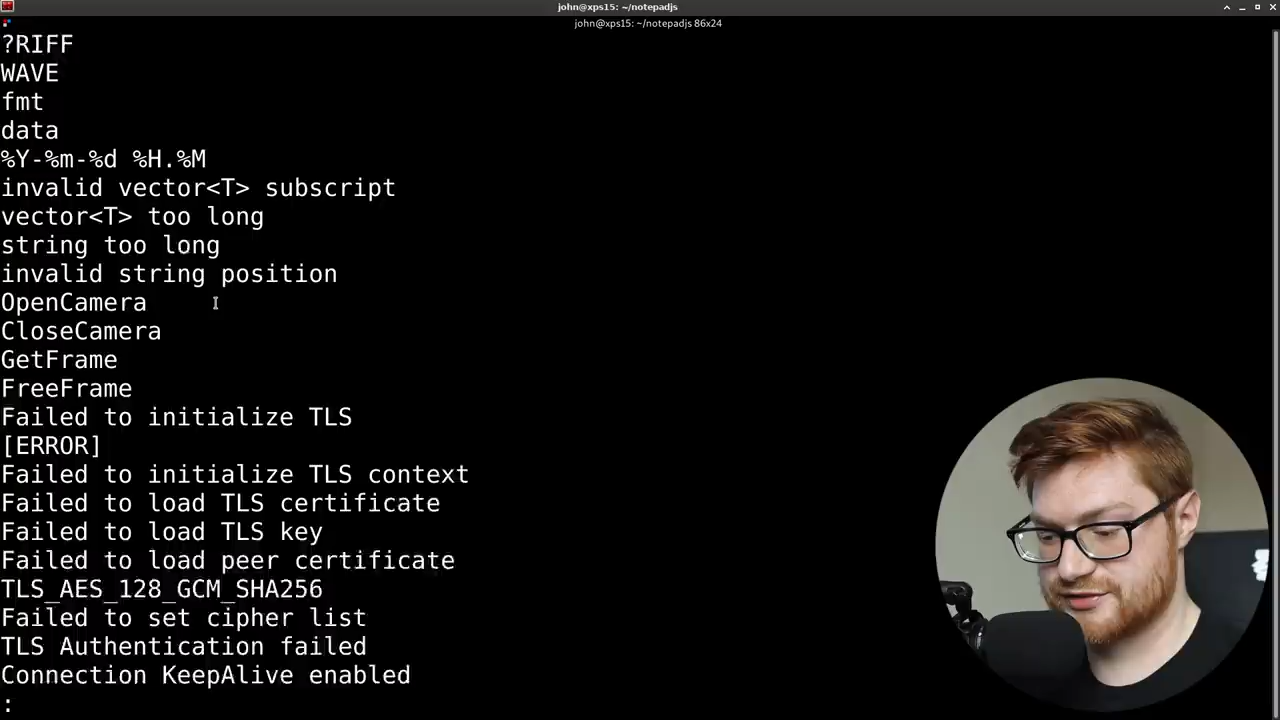 john@xps15: ~/notepadjs
john@xps15: ~/notepadjs 86x24
?RIFF
WAVE
fmt
data
%Y-%m-%d %H.%M
invalid vector<T> subscript
vector<T> too long
string too long
invalid string position
OpenCamera
CloseCamera
GetFrame
FreeFrame
Failed to initialize TLS
[ERROR]
Failed to initialize TLS context
Failed to load TLS certificate
Failed to load TLS key
Failed to load peer certificate
TLS_AES_128_GCM_SHA256
Failed to set cipher list
TLS Authentication failed
Connection KeepAlive enabled
: